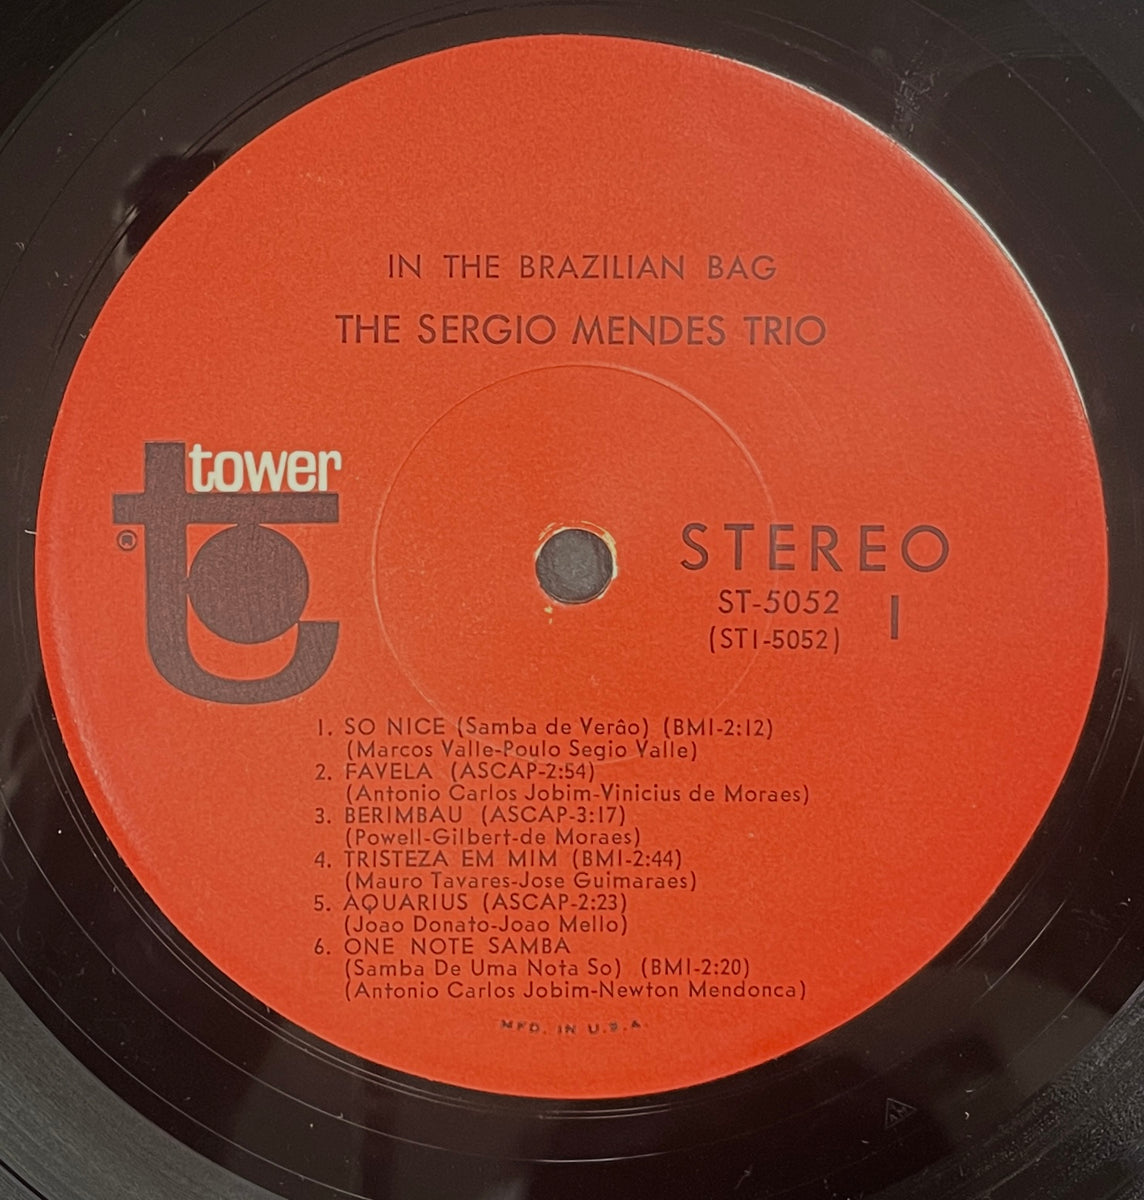 IN THE BRAZILIAN BAG
THE SERGIO MENDES TRIO
tower
®
STEREO
ST-5052
I
(ST1-5052)
1. SO NICE (Samba de Verâo) (BMI-2:12)
(Marcos Valle-Poulo Segio Valle)
2. FAVELA (ASCAP-2:54)
(Antonio Carlos Jobim-Vinicius de Moraes)
3. BERIMBAU (ASCAP-3:17)
(Powell-Gilbert-de Moraes)
4. TRISTEZA EM MIM (BMI-2:44)
(Mauro Tavares-Jose Guimaraes)
5. AQUARIUS (ASCAP-2:23)
(Joao Donato-Joao Mello)
6. ONE NOTE SAMBA
(Samba De Uma Nota So) (BMI-2:20)
(Antonio Carlos Jobim-Newton Mendonca)
MFD. IN U.S.A.